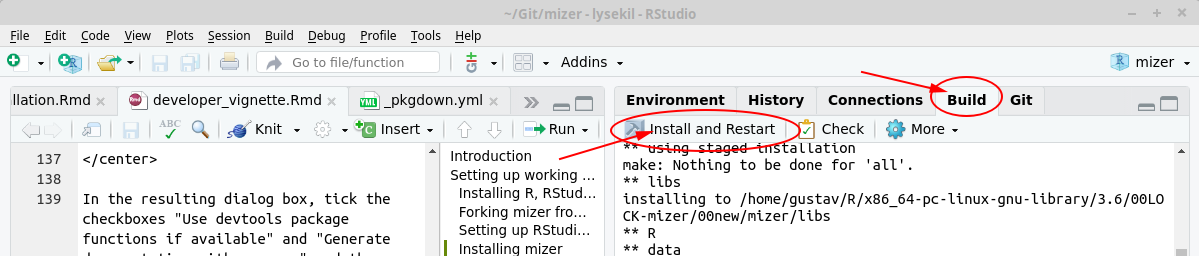 ~/Git/mizer - lysekil - RStudio
File Edit Code View Plots Session Build Debug Profile Tools Help
Go to file/function Addins mizer
llation.Rmd developer_vignette.Rmd _pkgdown.yml
ABC Knit Insert Run
137 </center>
138
139 In the resulting dialog box, tick the
checkboxes "Use devtools package
functions if available" and "Generate
Introduction
Setting up working ...
Installing R, RStud...
Forking mizer fro...
Setting up RStudi...
Installing mizer
Environment History Connections Build Git
Install and Restart Check More
** using staged installation
make: Nothing to be done for 'all'.
** libs
installing to /home/gustav/R/x86_64-pc-linux-gnu-library/3.6/00LO
CK-mizer/00new/mizer/libs
** R
** data